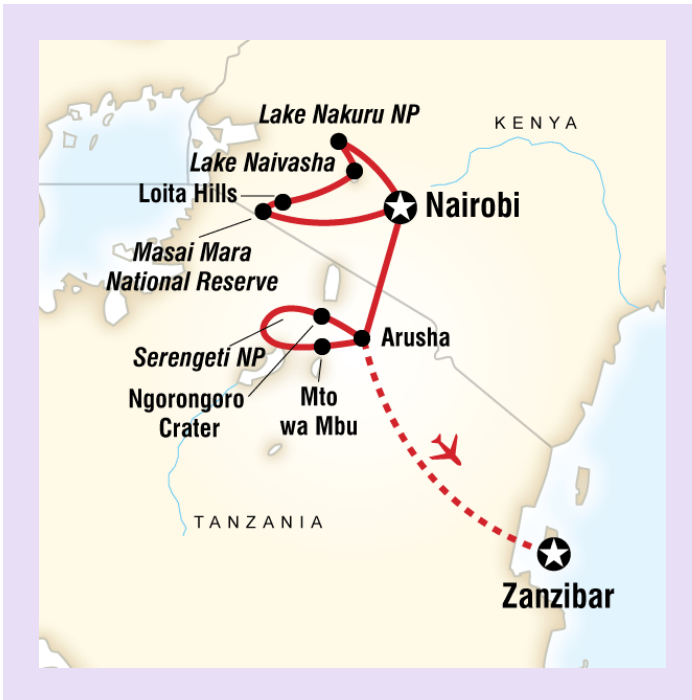 Lake Nakuru NP
KENYA
Lake Naivasha
Loita Hills
Nairobi
Masai Mara
National Reserve
Arusha
Serengeti NP
Ngorongoro
Crater
Mto
wa Mbu
TANZANIA
Zanzibar